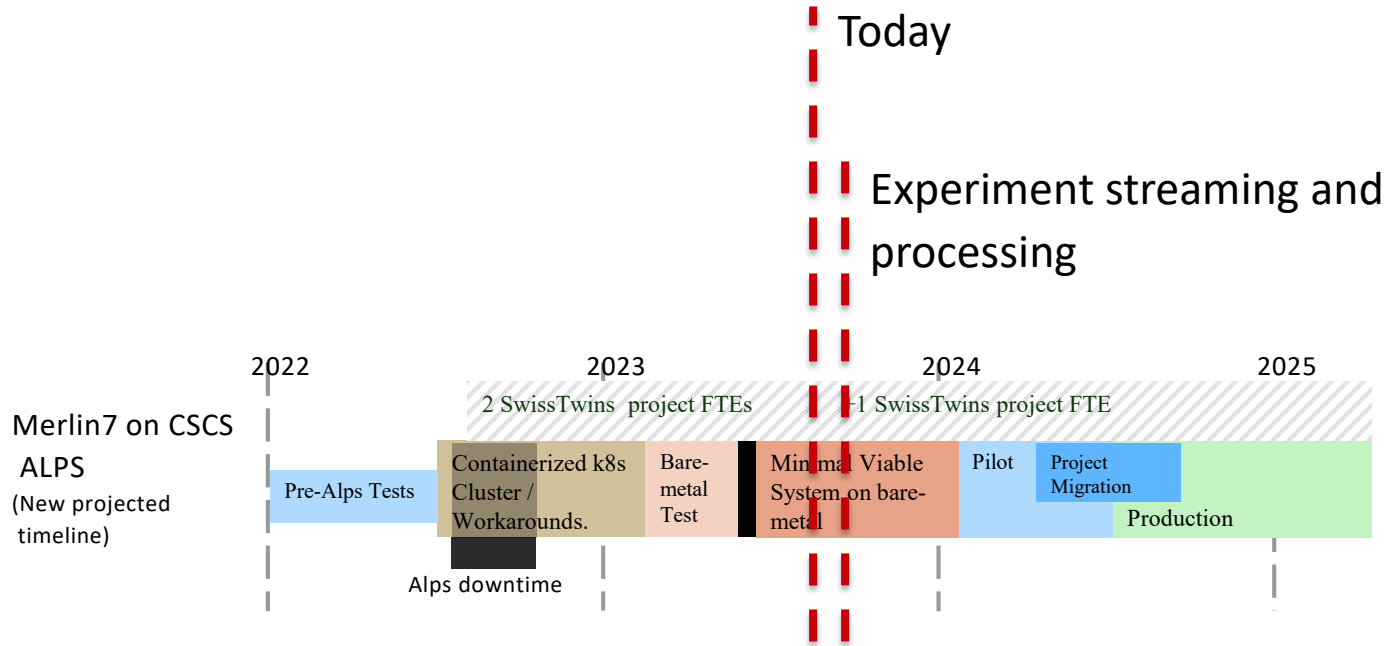 Today
Experiment streaming and
processing
2022
2023
2024
2025
2 SwissTwins project FTEs
+1 SwissTwins project FTE
Merlin7 on CSCS
ALPS
(New projected
timeline)
Pre-Alps Tests
Containerized k8s
Cluster /
Workarounds.
Bare-
metal
Test
Minimal Viable
System on bare-
metal
Pilot
Project
Migration
Production
Alps downtime